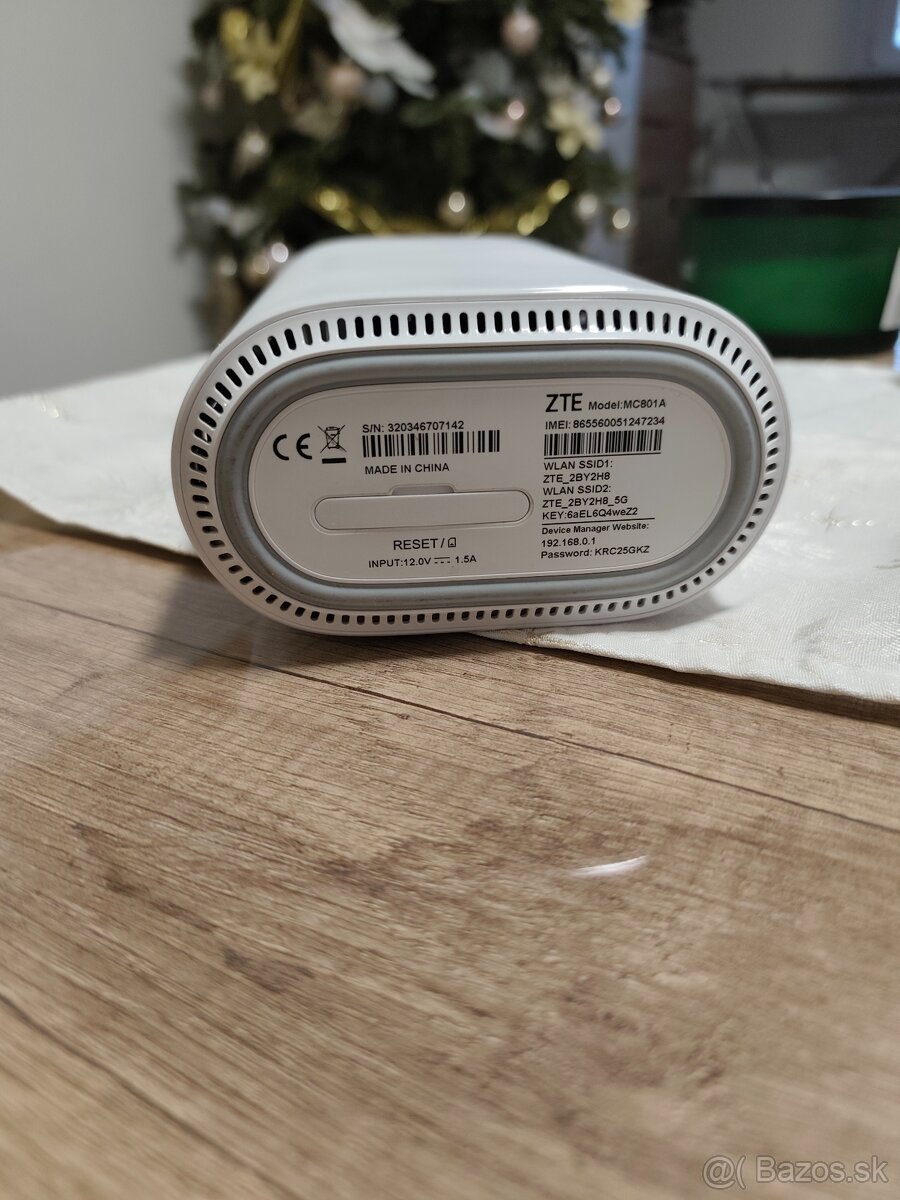 S/N: 320346707142
MADE IN CHINA
RESET /
INPUT:12.0V 1.5A
ZTE Model:MC801A
IMEI: 865560051247234
WLAN SSID1:
ZTE_2BY2H8
WLAN SSID2:
ZTE_2BY2H8_5G
KEY:6aEL6Q4weZ2
Device Manager Website:
192.168.0.1
Password: KRC25GKZ
@( Bazos.sk